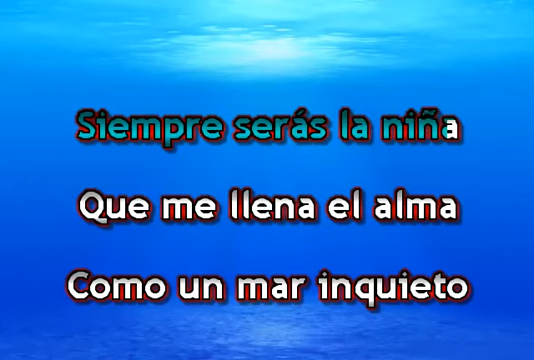 Siempre serás la niña
Que me llena el alma
Como un mar inquieto